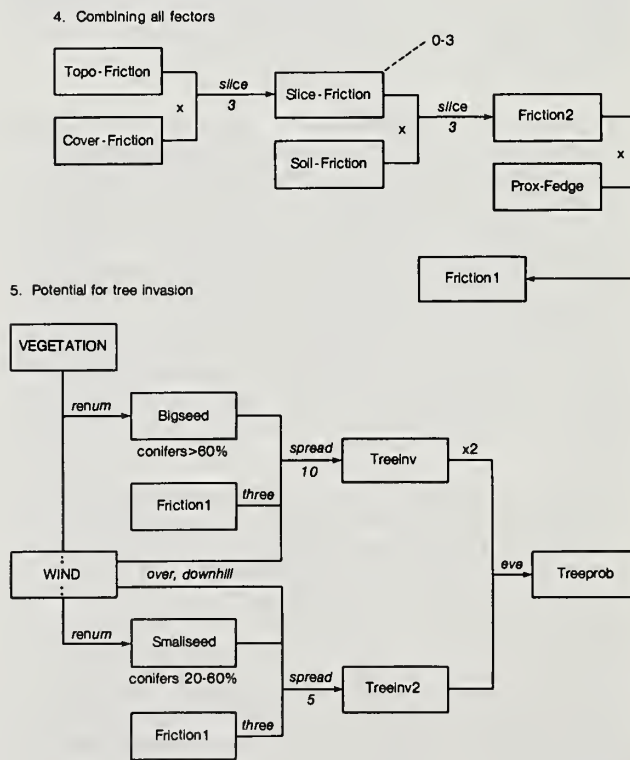 4. Combining all fectors
0-3
Topo-Friction
slice
3
Slice-Friction
x
slice
3
Friction2
x
Cover-Friction
Soil-Friction
x
Prox-Fedge
Friction1
5. Potential for tree invasion
VEGETATION
renum
Bigseed
conifers>60%
spread
10
TreeInv
x2
Friction1
three
WIND
over, downhill
eve
Treeprob
renum
Smallseed
conifers 20-60%
spread
5
Treeinv2
Friction1
three